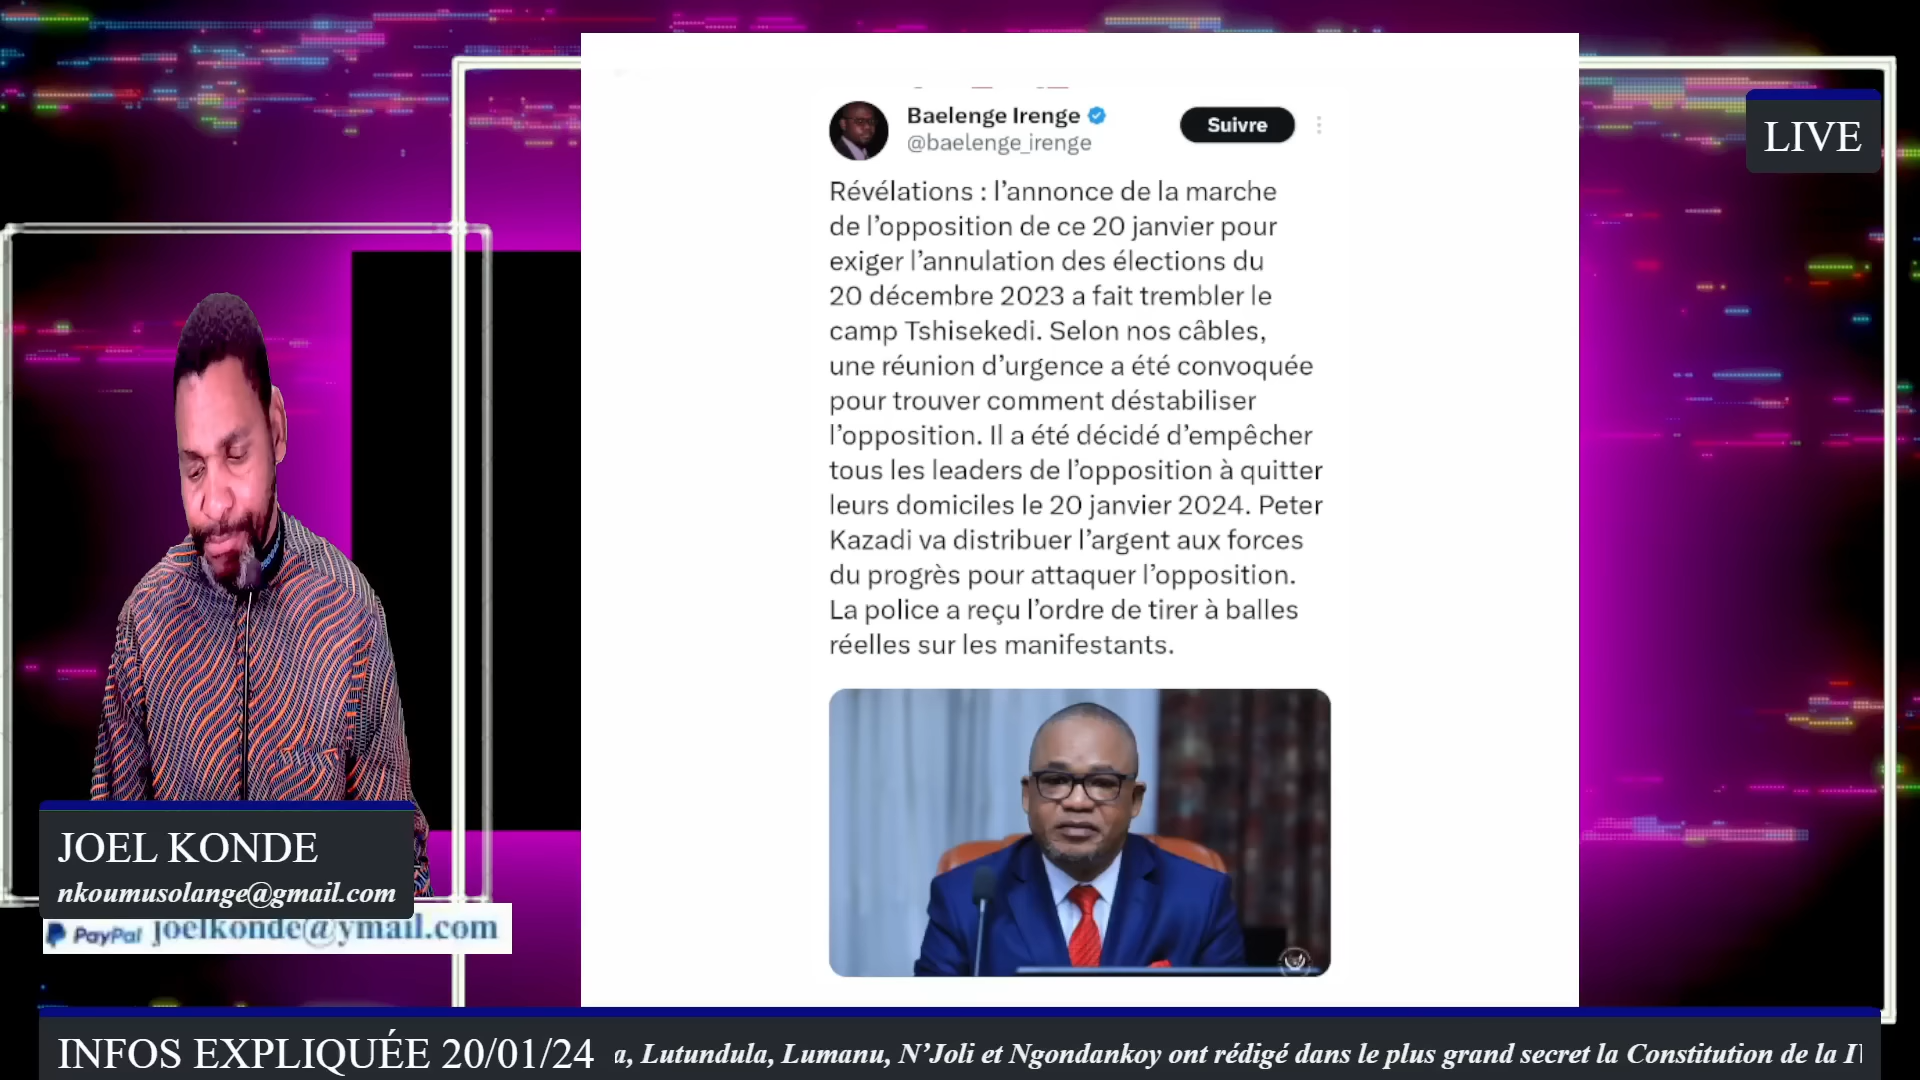 Baelenge Irenge
@baelenge_irenge
Suivre
LIVE
Révélations : l’annonce de la marche
de l’opposition de ce 20 janvier pour
exiger l’annulation des élections du
20 décembre 2023 a fait trembler le
camp Tshisekedi. Selon nos câbles,
une réunion d’urgence a été convoquée
pour trouver comment déstabiliser
l’opposition. Il a été décidé d’empêcher
tous les leaders de l’opposition à quitter
leurs domiciles le 20 janvier 2024. Peter
Kazadi va distribuer l’argent aux forces
du progrès pour attaquer l’opposition.
La police a reçu l’ordre de tirer à balles
réelles sur les manifestants.
JOEL KONDE
nkoumusolange@gmail.com
PayPal joelkonde@ymail.com
INFOS EXPLIQUÉE 20/01/24
, Lutundula, Lumanu, N’Joli et Ngondankoy ont rédigé dans le plus grand secret la Constitution de la